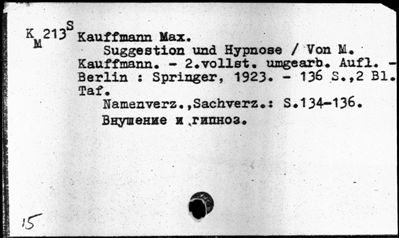 K M 213 S Kauffmann Max.
Suggestion und Hypnose / Von M.
Kauffmann. - 2.vollst. umgearb. Aufl. -
Berlin : Springer, 1923. - 136 S.,2 Bl.
Taf.
Namenverz.,Sachverz.: S.134-136.
Внушение и гипноз.
15